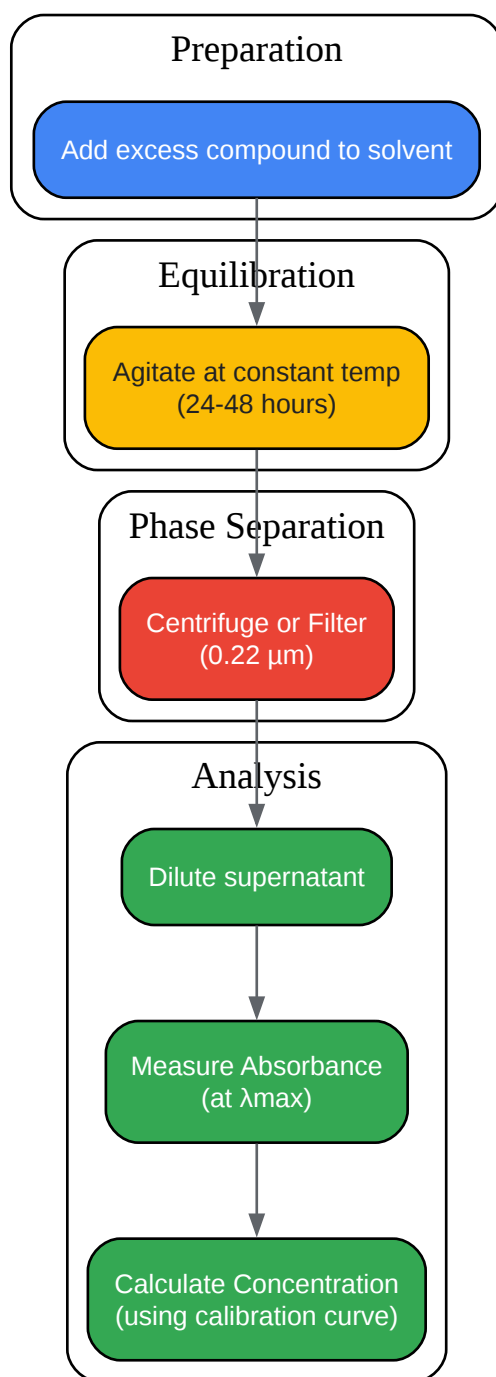 Preparation
Add excess compound to solvent
Equilibration
Agitate at constant temp
(24-48 hours)
Phase Separation
Centrifuge or Filter
(0.22 µm)
Analysis
Dilute supernatant
Measure Absorbance
(at λmax)
Calculate Concentration
(using calibration curve)